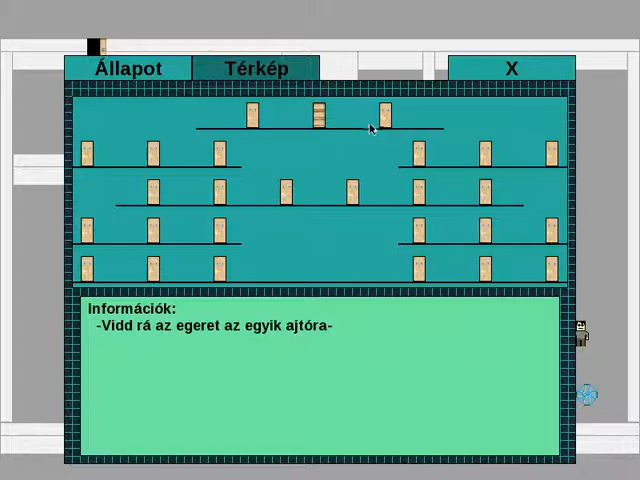 Állapot Térkép X
Információk:
-Vidd rá az egeret az egyik ajtóra-